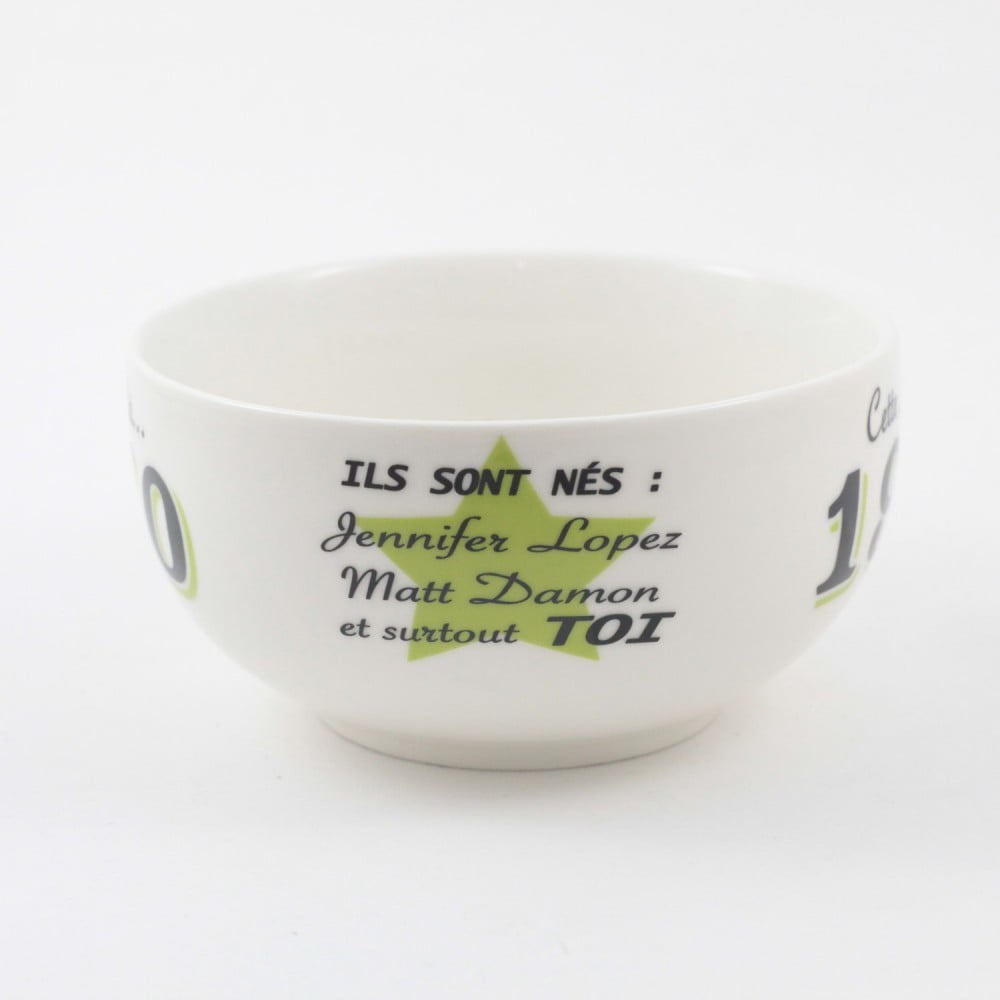 ILS SONT NÉS :
Jennifer Lopez
Matt Damon
et surtout TOI